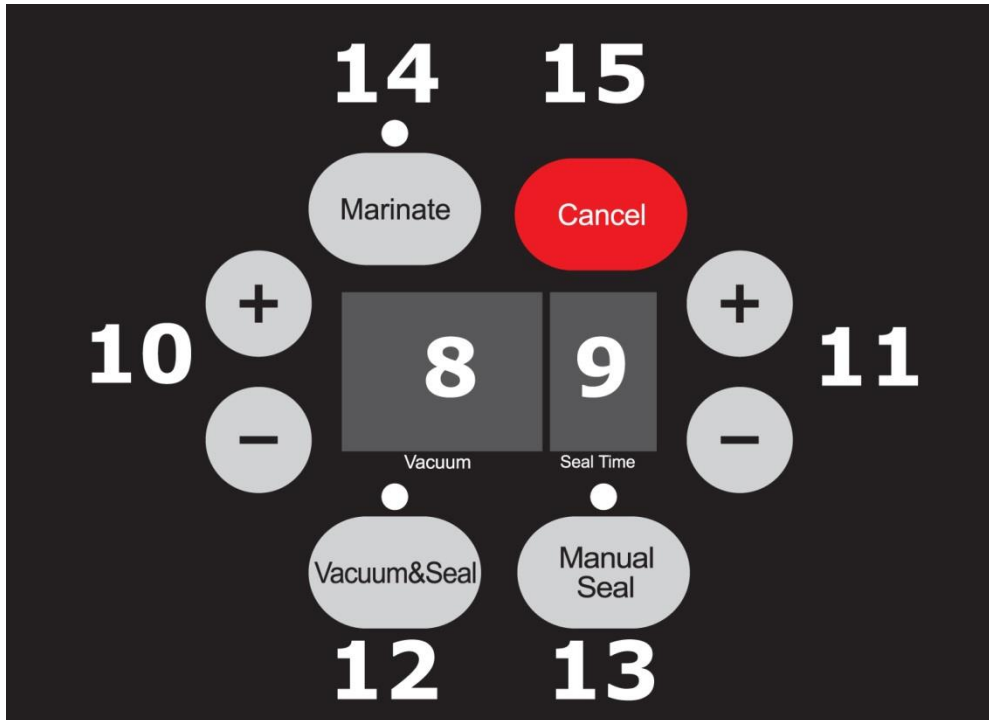 14 15
Marinate
Cancel
+ +
10 8 9 11
− −
Vacuum Seal Time
Vacuum&Seal
Manual
Seal
12 13